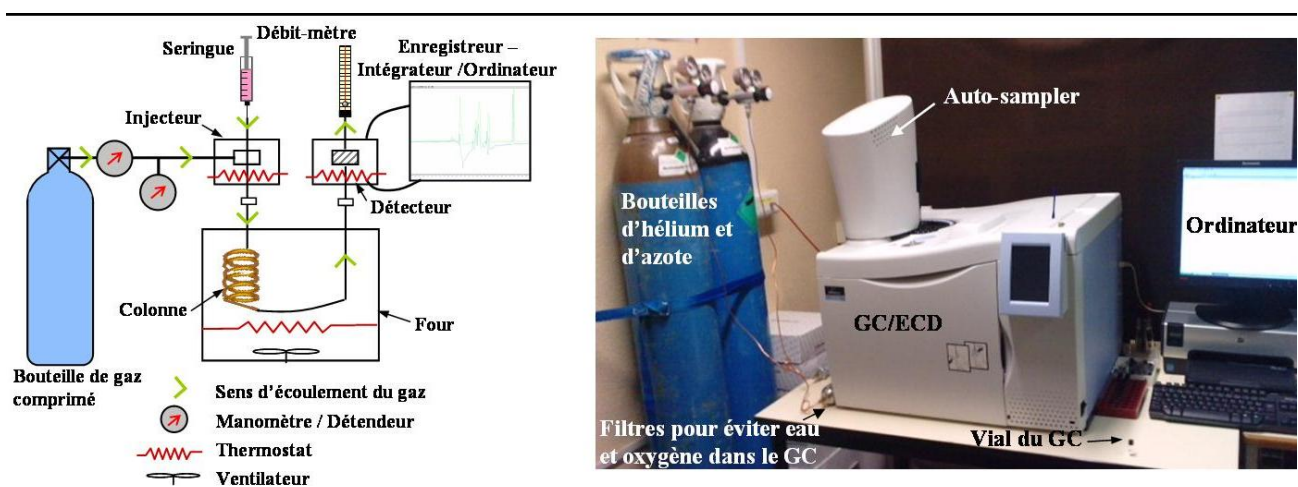 Débit-mètre
Seringue
Enregistreur –
Intégrateur /Ordinateur
Injecteur
Détecteur
Colonne
Four
Bouteille de gaz
comprimé
Sens d'écoulement du gaz
Manomètre / Détendeur
Thermostat
Ventilateur
Auto-sampler
Bouteilles
d'hélium et
d'azote
Ordinateur
GC/ECD
Filtres pour éviter eau
et oxygène dans le GC
Vial du GC